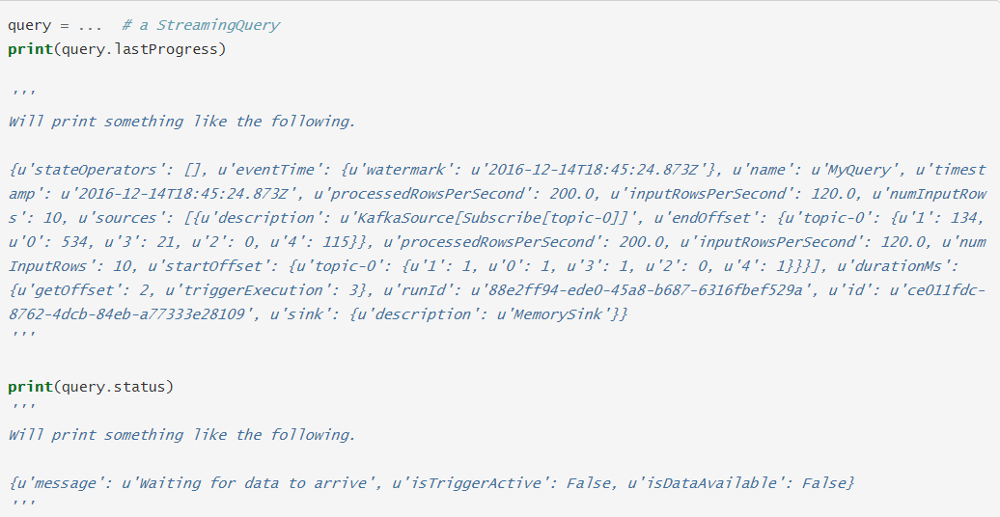 query = ...  # a StreamingQuery
print(query.lastProgress)
'''
Will print something like the following.
{u'stateOperators': [], u'eventTime': {u'watermark': u'2016-12-14T18:45:24.873Z'}, u'name': u'MyQuery', u'timest
amp': u'2016-12-14T18:45:24.873Z', u'processedRowsPerSecond': 200.0, u'inputRowsPerSecond': 120.0, u'numInputRow
s': 10, u'sources': [{u'description': u'KafkaSource[Subscribe[topic-0]]', u'endOffset': {u'topic-0': {u'1': 134,
u'0': 534, u'3': 21, u'2': 0, u'4': 115}}, u'processedRowsPerSecond': 200.0, u'inputRowsPerSecond': 120.0, u'num
InputRows': 10, u'startOffset': {u'topic-0': {u'1': 1, u'0': 1, u'3': 1, u'2': 0, u'4': 1}}}], u'durationMs':
{u'getOffset': 2, u'triggerExecution': 3}, u'runId': u'88e2ff94-ede0-45a8-b687-6316fbef529a', u'id': u'ce011fdc-
8762-4dcb-84eb-a77333e28109', u'sink': {u'description': u'MemorySink'}}
'''
print(query.status)
'''
Will print something like the following.
{u'message': u'Waiting for data to arrive', u'isTriggerActive': False, u'isDataAvailable': False}
'''